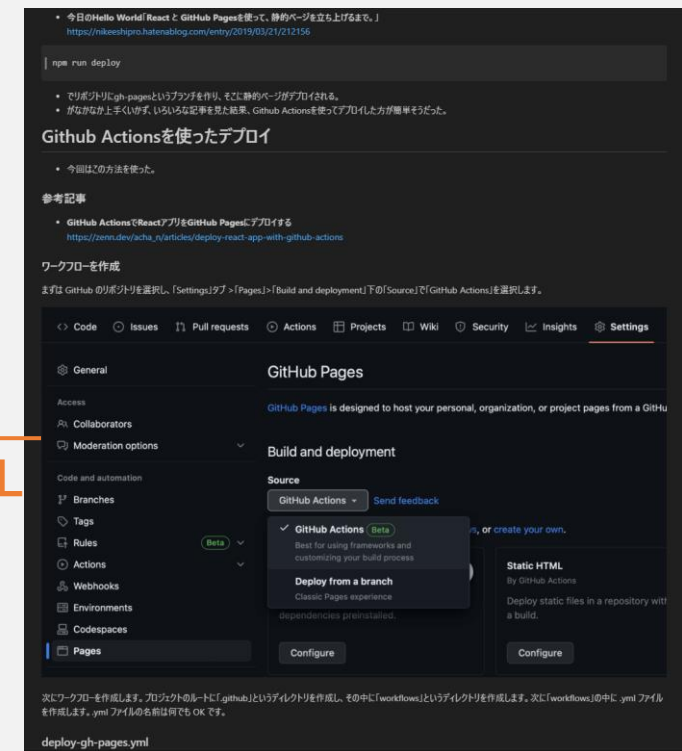 • 今日のHello World「React と GitHub Pagesを使って、静的ページを立ち上げるまで。」
https://nikeeshipro.hatenablog.com/entry/2019/03/21/212156
npm run deploy
• でリポジトリにgh-pagesというブランチを作り、そこに静的ページがデプロイされる。
• がなかなか上手くいかず、いろいろな記事を見た結果、Github Actionsを使ってデプロイした方が簡単そうだった。
Github Actionsを使ったデプロイ
• 今回はこの方法を使った。
参考記事
• GitHub ActionsでReactアプリをGitHub Pagesにデプロイする
https://zenn.dev/acha_n/articles/deploy-react-app-with-github-actions
ワークフローを作成
まずは GitHub のリポジトリを選択し、「Settings」タブ >「Pages」>「Build and deployment」下の「Source」で「GitHub Actions」を選択します。
<> Code Issues Pull requests Actions Projects Wiki Security Insights Settings
General
Access
Collaborators
Moderation options
Code and automation
Branches
Tags
Rules Beta
Actions
Webhooks
Environments
Codespaces
Pages
GitHub Pages
GitHub Pages is designed to host your personal, organization, or project pages from a GitHu
Build and deployment
Source
GitHub Actions Send feedback
GitHub Actions Beta
Best for using frameworks and
customizing your build process
Deploy from a branch
Classic Pages experience
, or create your own.
dependencies preinstalled.
Configure
Static HTML
By GitHub Actions
Deploy static files in a repository with
a build.
Configure
次にワークフローを作成します。プロジェクトのルートに「.github」というディレクトリを作成し、その中に「workflows」というディレクトリを作成します。次に「workflows」の中に .yml ファイル
を作成します。.yml ファイルの名前は何でも OK です。
deploy-gh-pages.yml